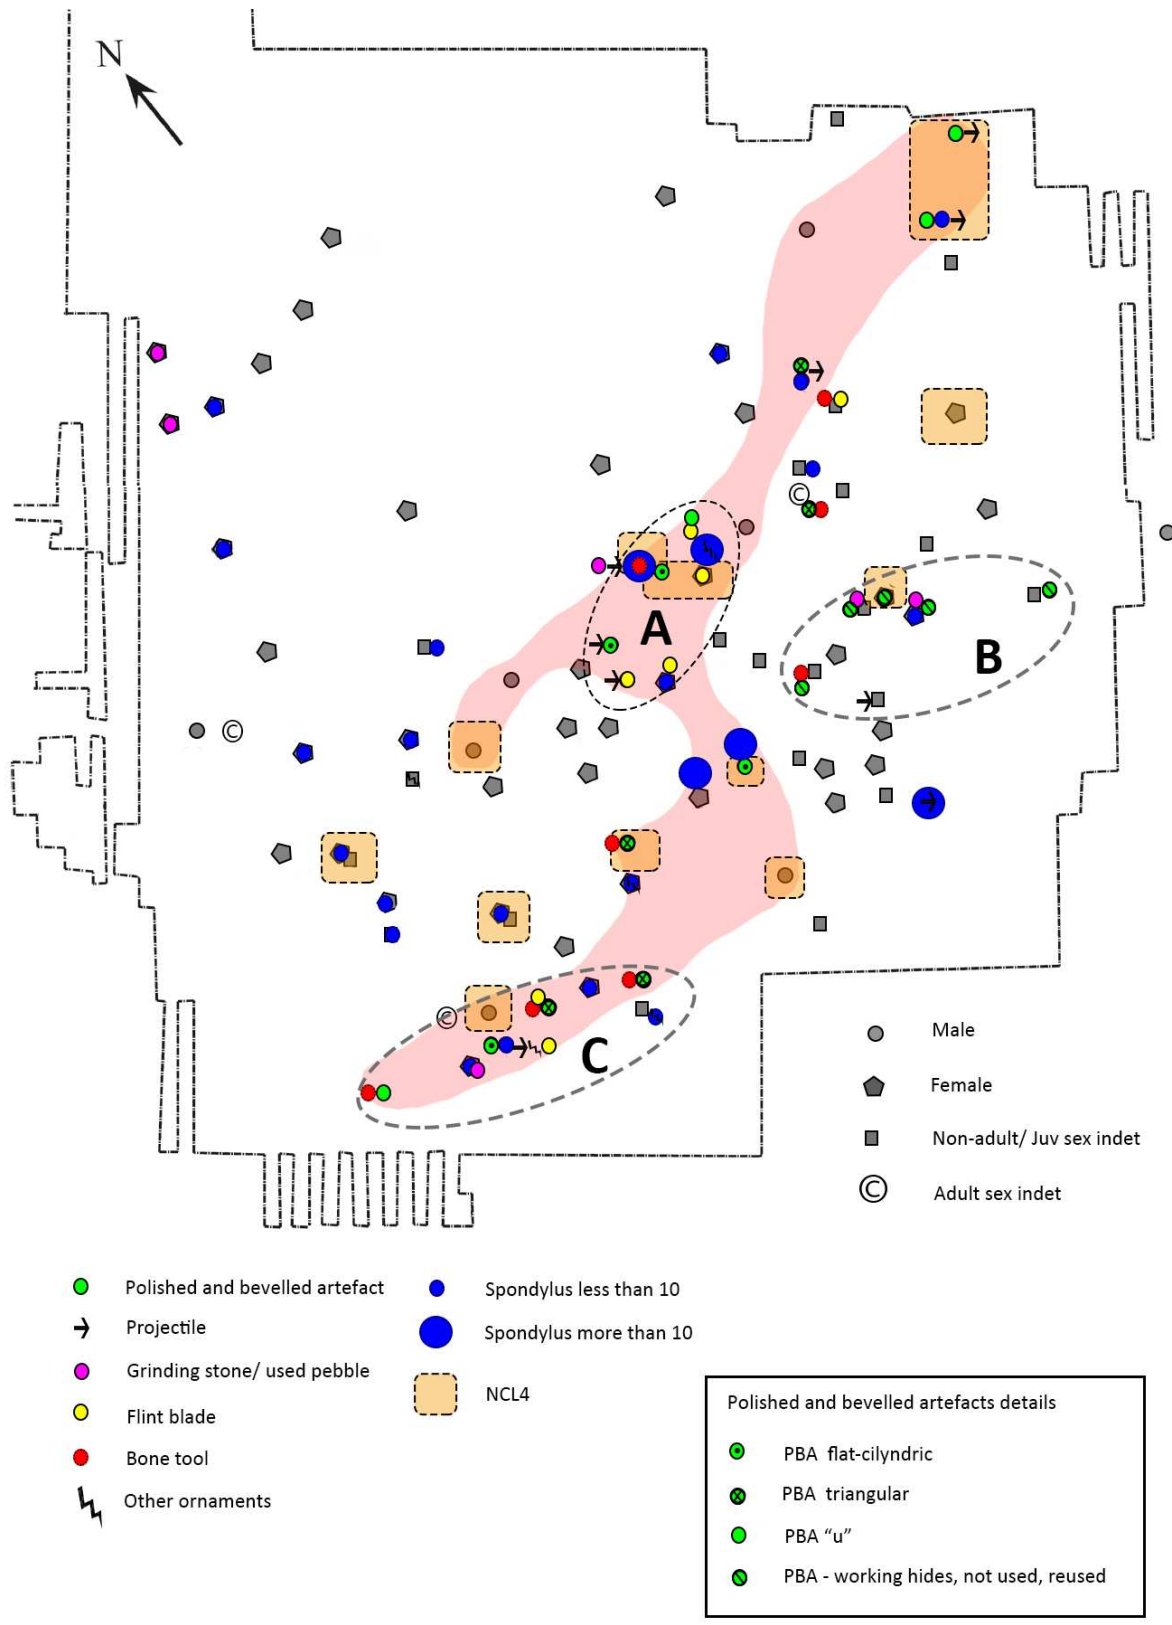 N
A
B
C
Male
Female
Non-adult/ Juv sex indet
© Adult sex indet
Polished and bevelled artefact
Projectile
Grinding stone/ used pebble
Flint blade
Bone tool
Other ornaments
Spondylus less than 10
Spondylus more than 10
NCL4
Polished and bevelled artefacts details
PBA flat-cilyndric
PBA triangular
PBA “u”
PBA - working hides, not used, reused